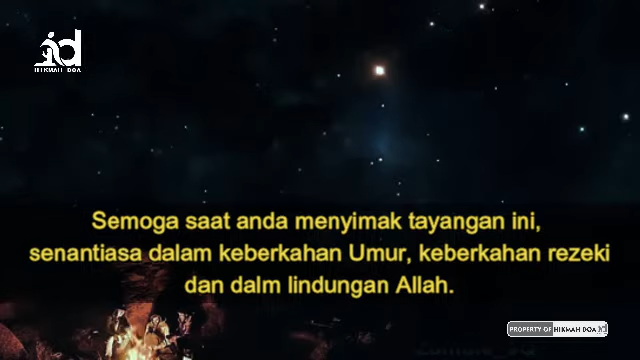 HIKMAH DOA
Semoga saat anda menyimak tayangan ini,
senantiasa dalam keberkahan Umur, keberkahan rezeki
dan dalm lindungan Allah.
PROPERTY OF HIKMAH DOA